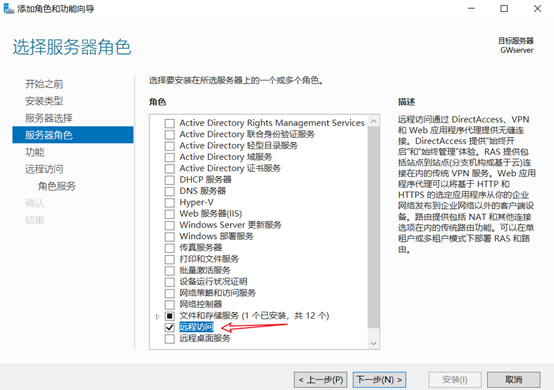 添加角色和功能向导
选择服务器角色
目标服务器
GWserver
开始之前
安装类型
服务器选择
服务器角色
功能
远程访问
角色服务
确认
结果
选择要安装在所选服务器上的一个或多个角色。
角色
Active Directory Rights Management Services
Active Directory 联合身份验证服务
Active Directory 轻型目录服务
Active Directory 域服务
Active Directory 证书服务
DHCP 服务器
DNS 服务器
Hyper-V
Web 服务器(IIS)
Windows Server 更新服务
Windows 部署服务
传真服务器
打印和文件服务
批量激活服务
设备运行状况证明
网络策略和访问服务
网络控制器
文件和存储服务 (1 个已安装，共 12 个)
远程访问
远程桌面服务
描述
远程访问通过 DirectAccess、VPN
和 Web 应用程序代理提供无缝连
接。DirectAccess 提供"始终开
启"和"始终管理"体验。RAS 提供包
括站点到站点(分支机构或基于云)连
接在内的传统 VPN 服务。Web 应用
程序代理可以将基于 HTTP 和
HTTPS 的选定应用程序从你的企业
网络发布到企业网络以外的客户端设
备。路由提供包括 NAT 和其他连接
选项在内的传统路由功能。可以在单
租户或多租户模式下部署 RAS 和路
由。
< 上一步(P)
下一步(N) >
安装(I)
取消